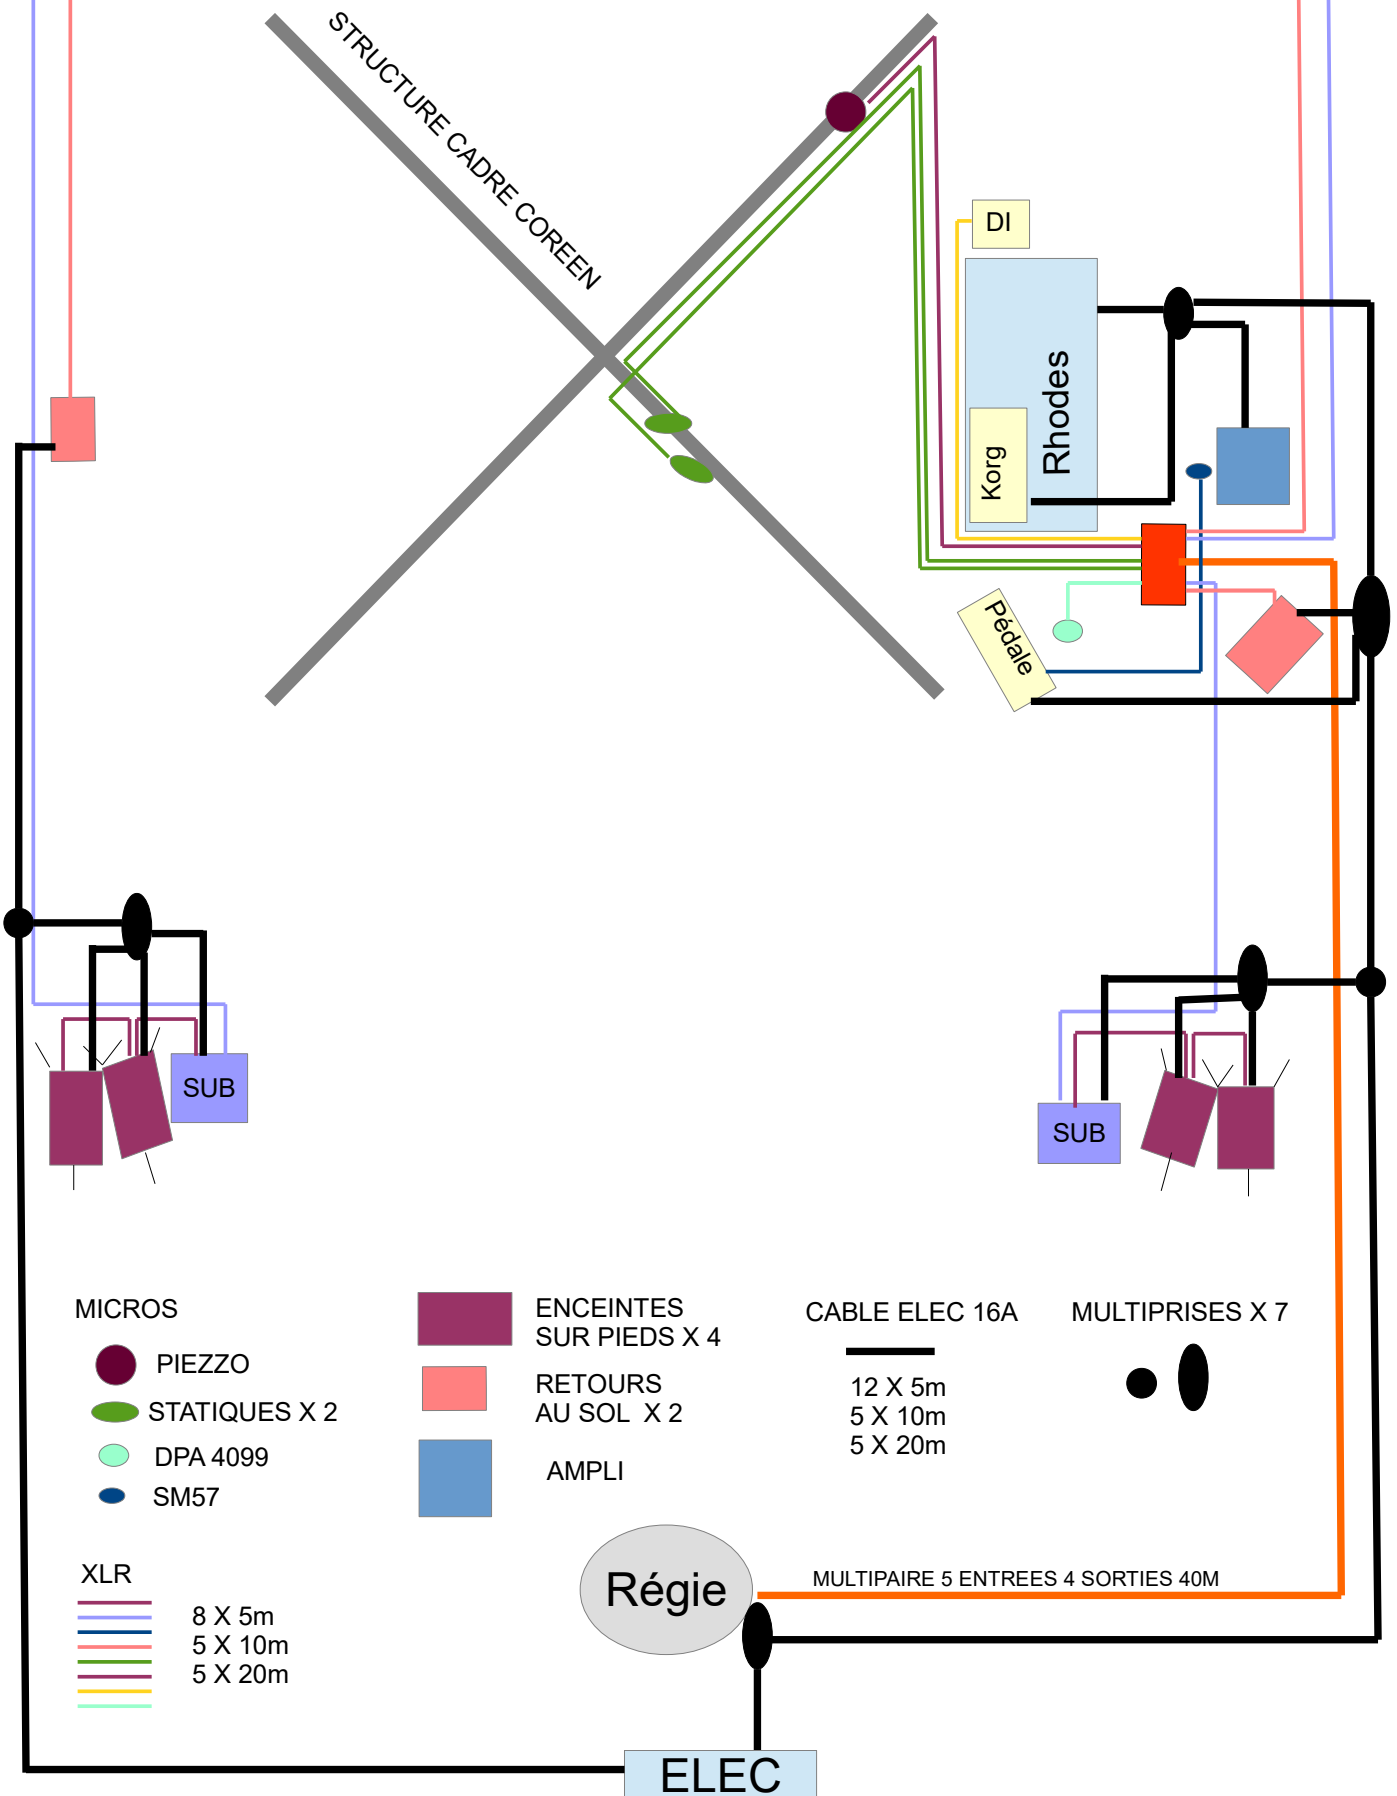 STRUCTURE CADRE COREEN
DI
Rhodes
Korg
Pédale
SUB
SUB
MICROS
PIEZZO
STATIQUES X 2
DPA 4099
SM57
XLR
8 X 5m
5 X 10m
5 X 20m
ENCEINTES
SUR PIEDS X 4
RETOURS
AU SOL X 2
AMPLI
CABLE ELEC 16A
12 X 5m
5 X 10m
5 X 20m
MULTIPRISES X 7
Régie
MULTIPAIRE 5 ENTREES 4 SORTIES 40M
ELEC